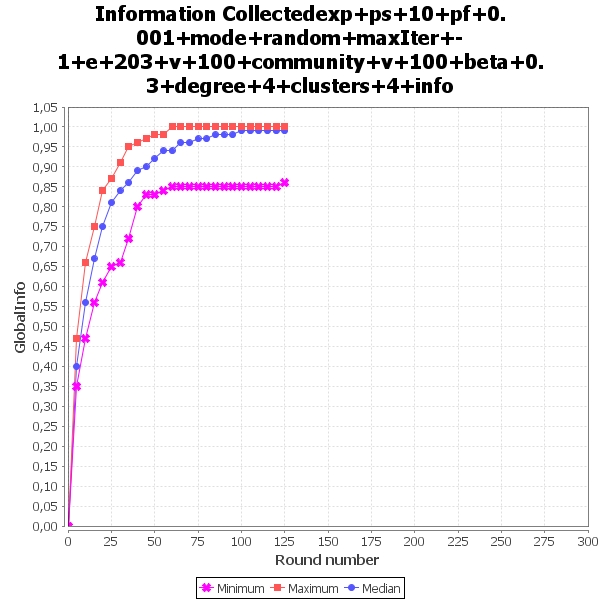 Information Collectedexp+ps+10+pf+0.
001+mode+random+maxIter+-
1+e+203+v+100+community+v+100+beta+0.
3+degree+4+clusters+4+info
1,05
1,00
0,95
0,90
0,85
0,80
0,75
0,70
0,65
0,60
0,55
0,50
0,45
0,40
0,35
0,30
0,25
0,20
0,15
0,10
0,05
0,00
GlobalInfo
0 25 50 75 100 125 150 175 200 225 250 275 300
Round number
Minimum Maximum Median